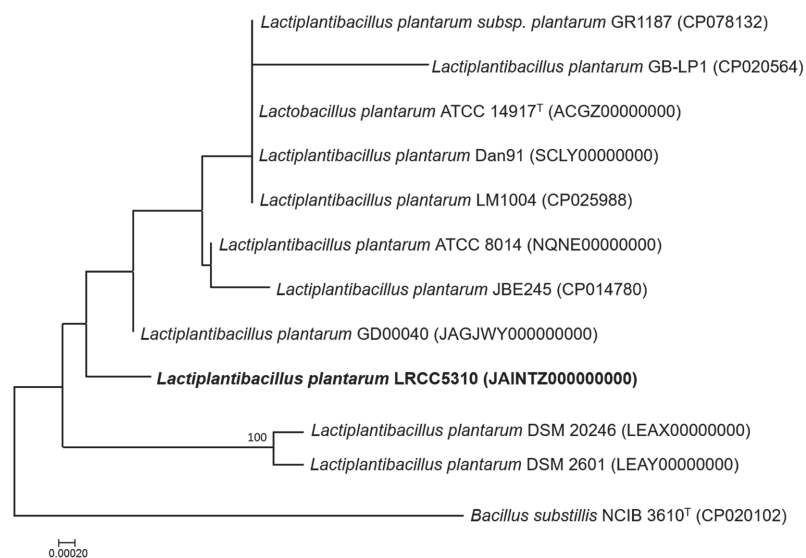 Lactiplantibacillus plantarum subsp. plantarum GR1187 (CP078132)
Lactiplantibacillus plantarum GB-LP1 (CP020564)
Lactobacillus plantarum ATCC 14917ᵀ (ACGZ00000000)
Lactiplantibacillus plantarum Dan91 (SCLY00000000)
Lactiplantibacillus plantarum LM1004 (CP025988)
Lactiplantibacillus plantarum ATCC 8014 (NQNE00000000)
Lactiplantibacillus plantarum JBE245 (CP014780)
Lactiplantibacillus plantarum GD00040 (JAGJWY000000000)
Lactiplantibacillus plantarum LRCC5310 (JAINTZ000000000)
100
Lactiplantibacillus plantarum DSM 20246 (LEAX00000000)
Lactiplantibacillus plantarum DSM 2601 (LEAY00000000)
Bacillus substillis NCIB 3610ᵀ (CP020102)
0.00020